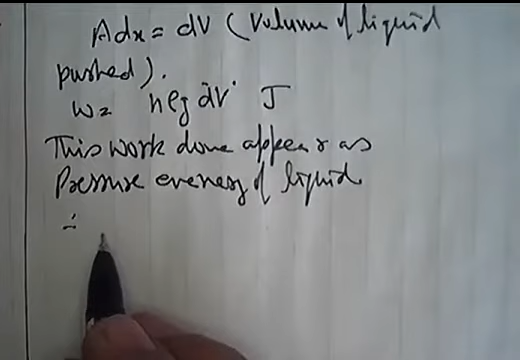 Adx = dV (Volume of liquid
pushed).
W = hρg dV J
This work done appears as
Pressure energy of liquid
∴